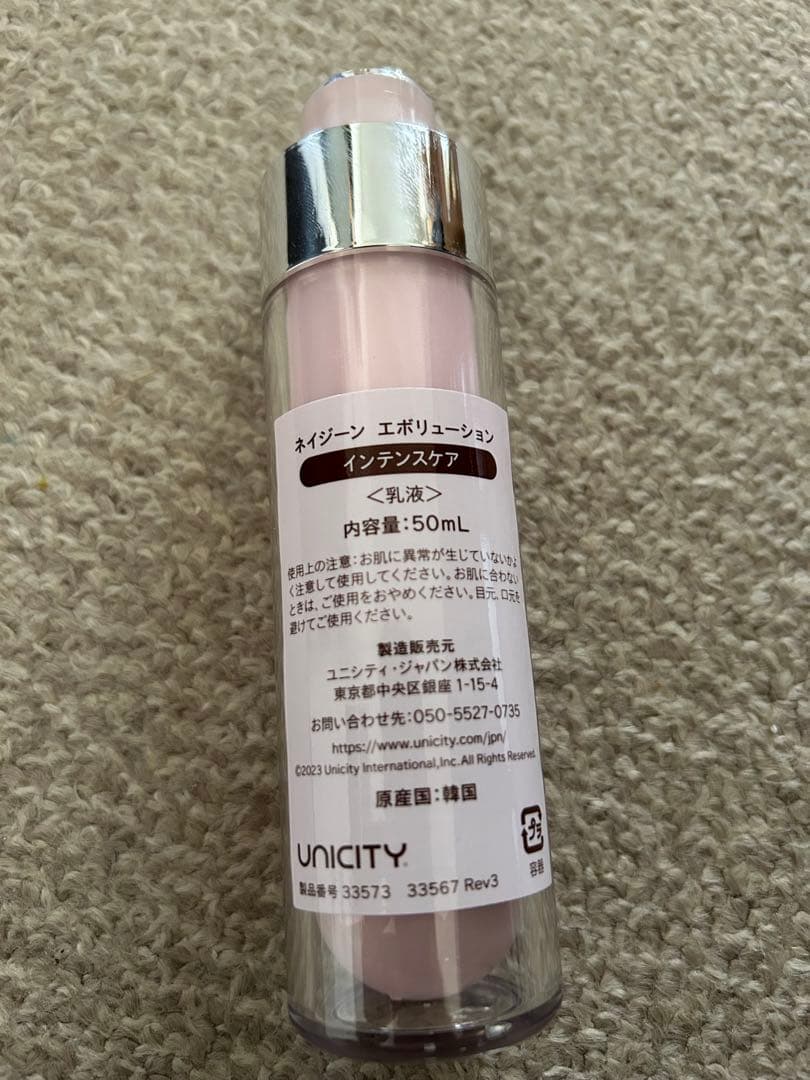 ネイジーン エボリューション
インテンスケア
＜乳液＞
内容量：50mL
使用上の注意：お肌に異常が生じていないかよ
く注意して使用してください。お肌に合わない
ときは、ご使用をおやめください。目元、口元を
避けてご使用ください。
製造販売元
ユニシティ・ジャパン株式会社
東京都中央区銀座 1-15-4
お問い合わせ先：050-5527-0735
https://www.unicity.com/jpn/
©2023 Unicity International,Inc.All Rights Reserved.
原産国：韓国
プラ
容器
UNICITY®
製品番号 33573 33567 Rev3